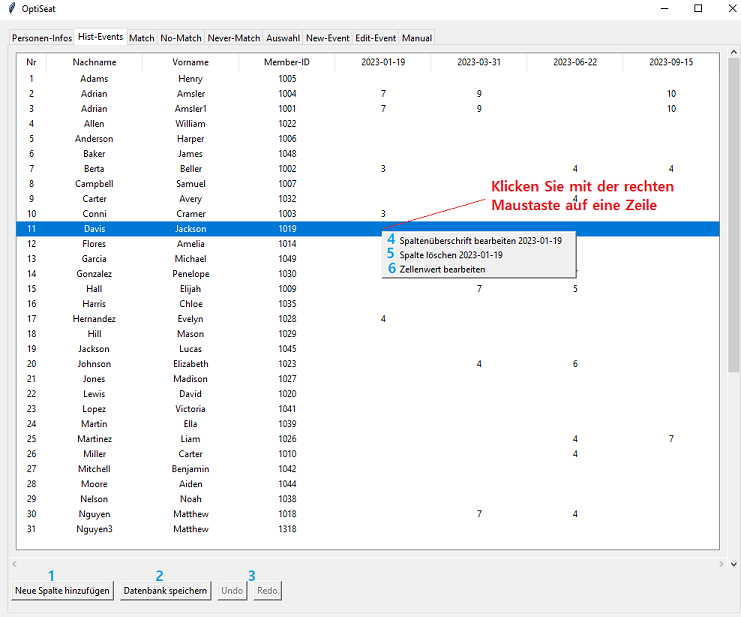 OptiSeat
Personen-Infos Hist-Events Match No-Match Never-Match Auswahl New-Event Edit-Event Manual
Nr Nachname Vorname Member-ID 2023-01-19 2023-03-31 2023-06-22 2023-09-15
1 Adams Henry 1005
2 Adrian Amsler 1004 7 9 10
3 Adrian Amsler1 1001 7 9 10
4 Allen William 1022
5 Anderson Harper 1006
6 Baker James 1048
7 Berta Beller 1002 3 4 4
8 Campbell Samuel 1007
Klicken Sie mit der rechten
9 Carter Avery 1032 4
Maustaste auf eine Zeile
10 Conni Cramer 1003 3
11 Davis Jackson 1019
12 Flores Amelia 1014
4 Spaltenüberschrift bearbeiten 2023-01-19
13 Garcia Michael 1049
5 Spalte löschen 2023-01-19
14 Gonzalez Penelope 1030
6 Zellenwert bearbeiten
15 Hall Elijah 1009 7 5
16 Harris Chloe 1035
17 Hernandez Evelyn 1028 4
18 Hill Mason 1029
19 Jackson Lucas 1045
20 Johnson Elizabeth 1023 4 6
21 Jones Madison 1027
22 Lewis David 1020
23 Lopez Victoria 1041
24 Martin Ella 1039
25 Martinez Liam 1026 4 7
26 Miller Carter 1010 4
27 Mitchell Benjamin 1042
28 Moore Aiden 1044
29 Nelson Noah 1038
30 Nguyen Matthew 1018 7 4
31 Nguyen3 Matthew 1318
1 2 3
Neue Spalte hinzufügen Datenbank speichern Undo Redo